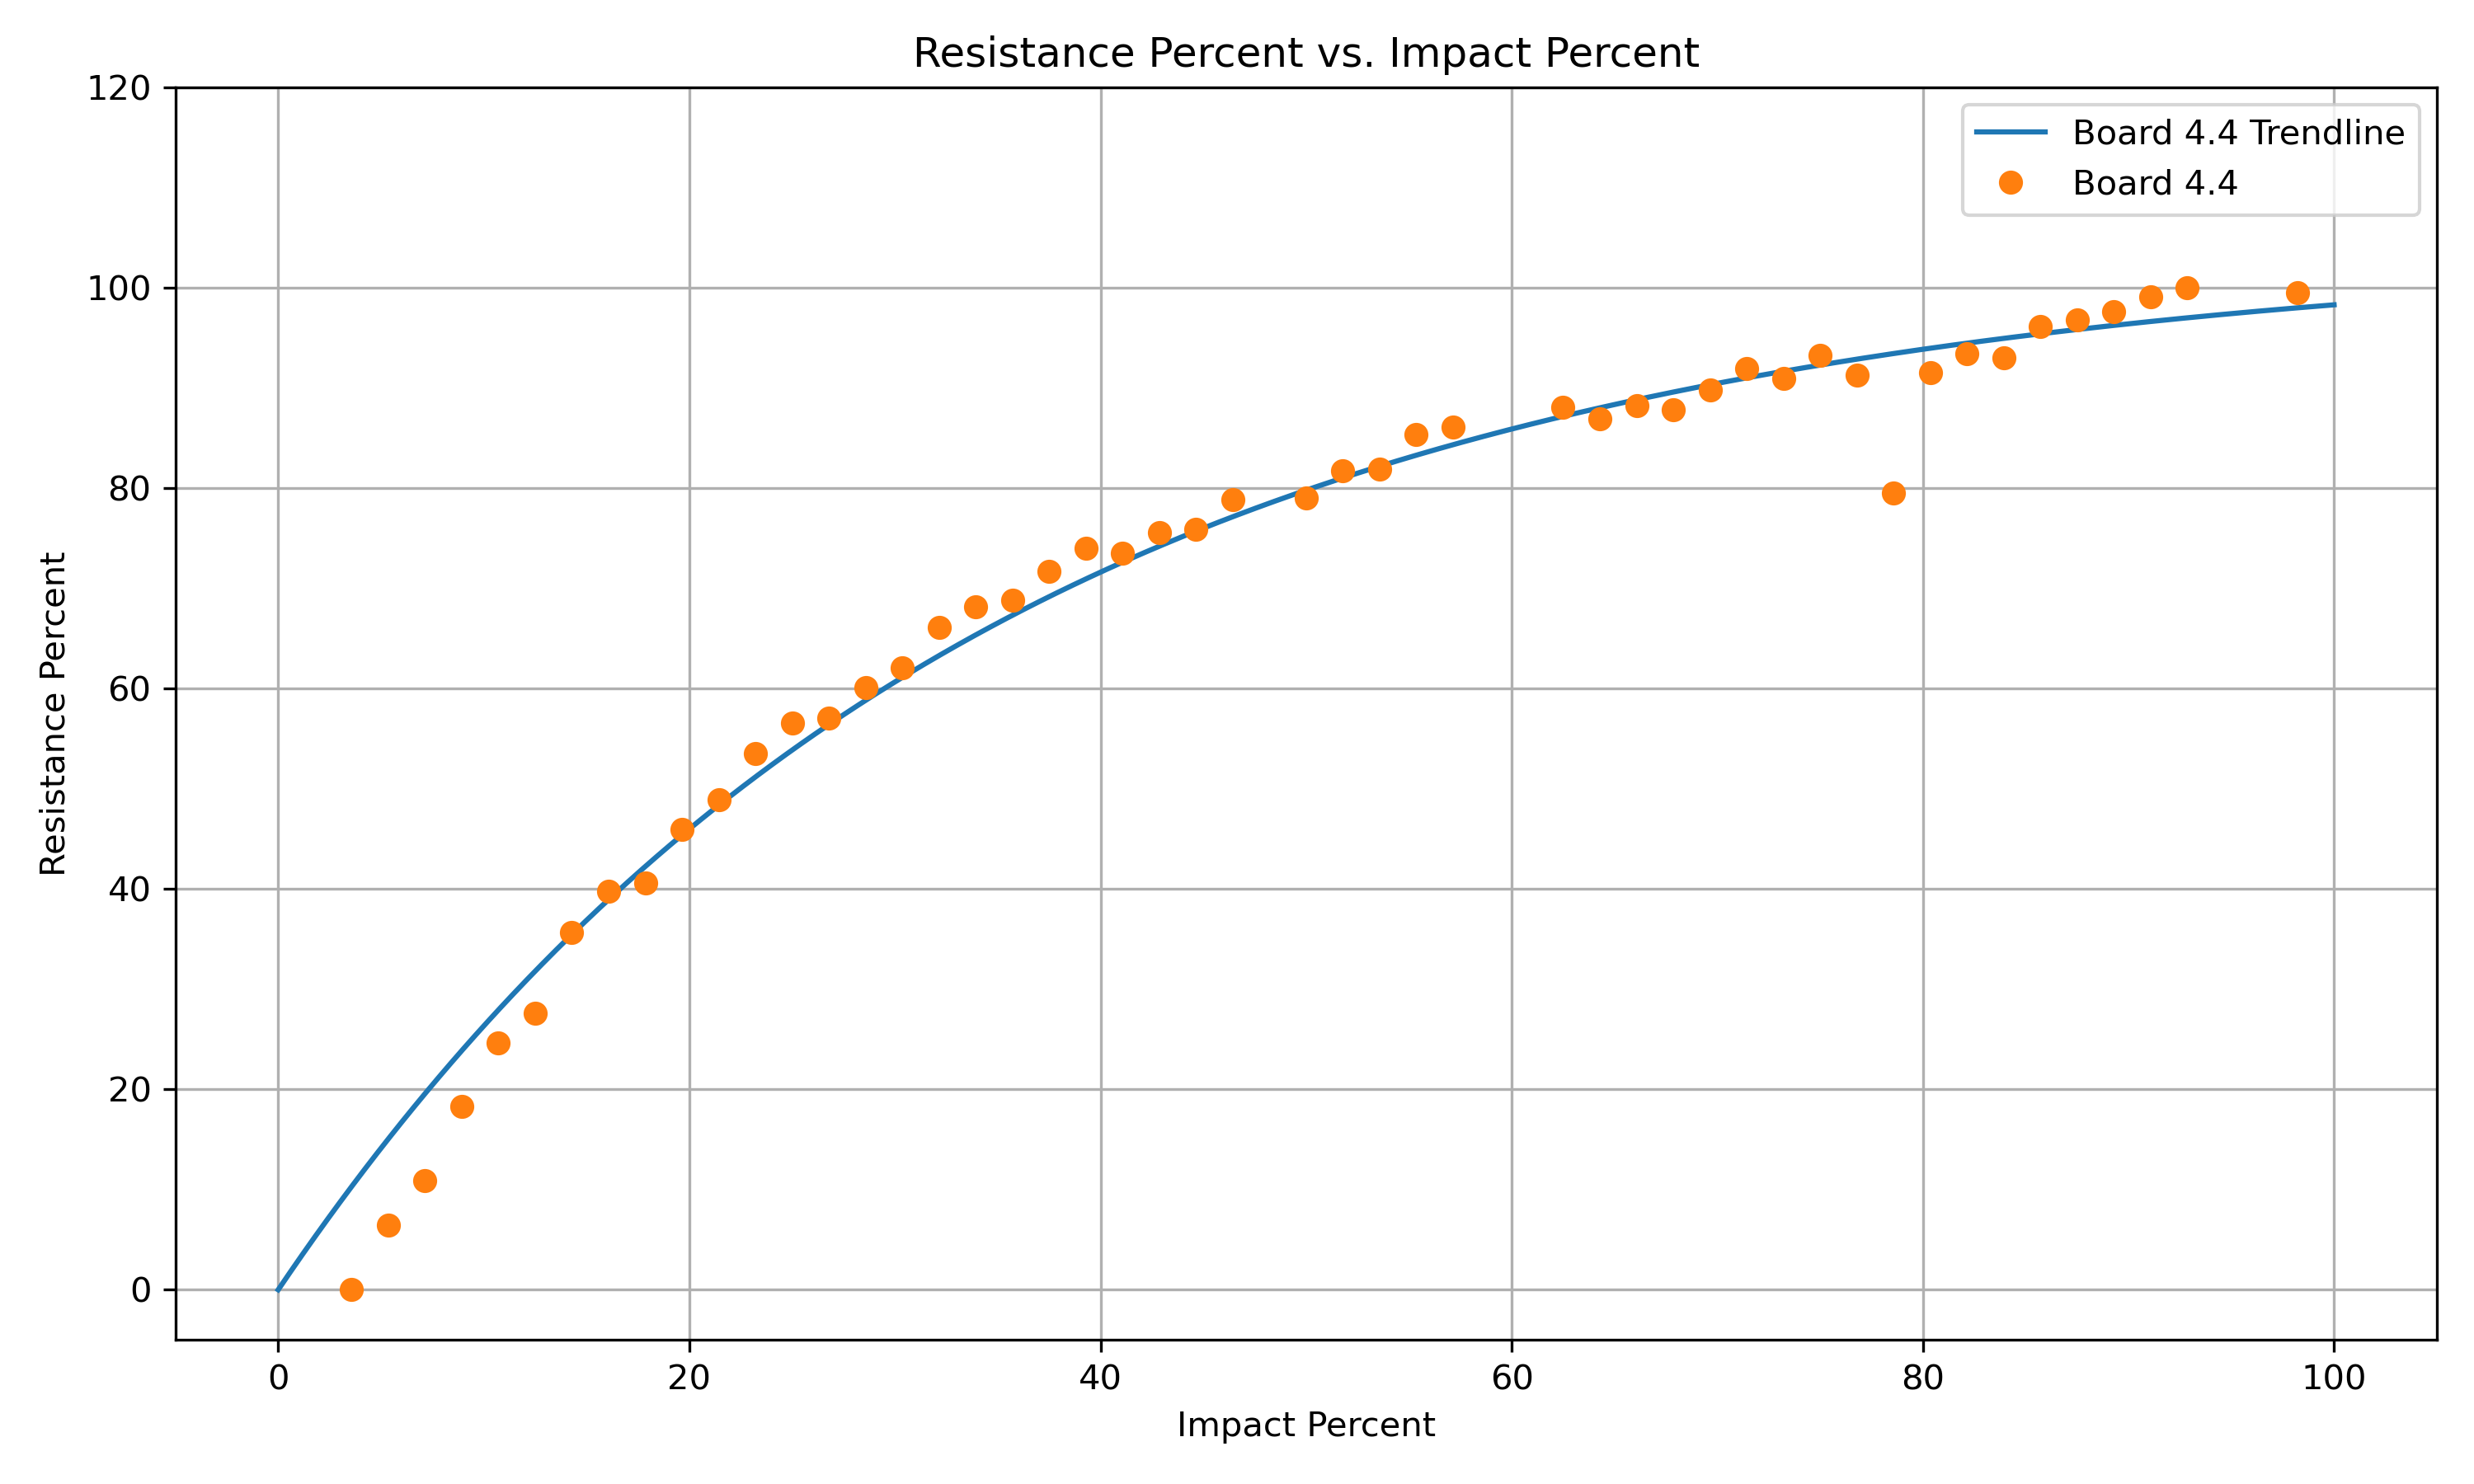 Resistance Percent vs. Impact Percent
Board 4.4 Trendline
Board 4.4
120
100
80
60
40
20
0
Resistance Percent
0 20 40 60 80 100
Impact Percent